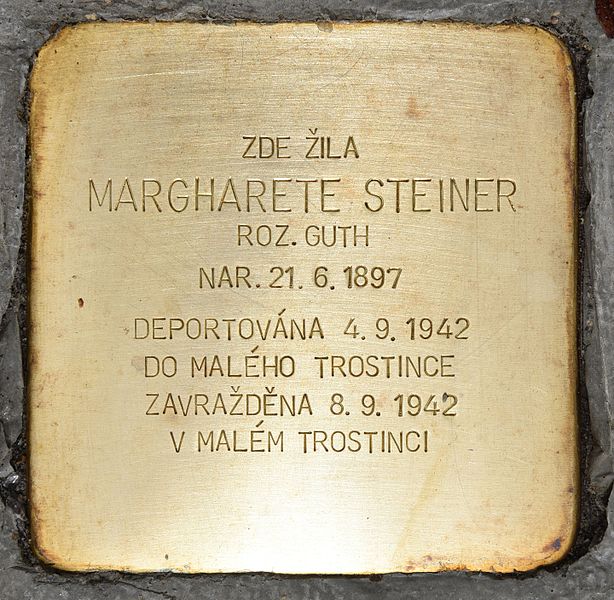 ZDE ŽILA
MARGHARETE STEINER
ROZ. GUTH
NAR. 21. 6. 1897
DEPORTOVÁNA 4. 9. 1942
DO MALÉHO TROSTINCE
ZAVRAŽDĚNA 8. 9. 1942
V MALÉM TROSTINCI